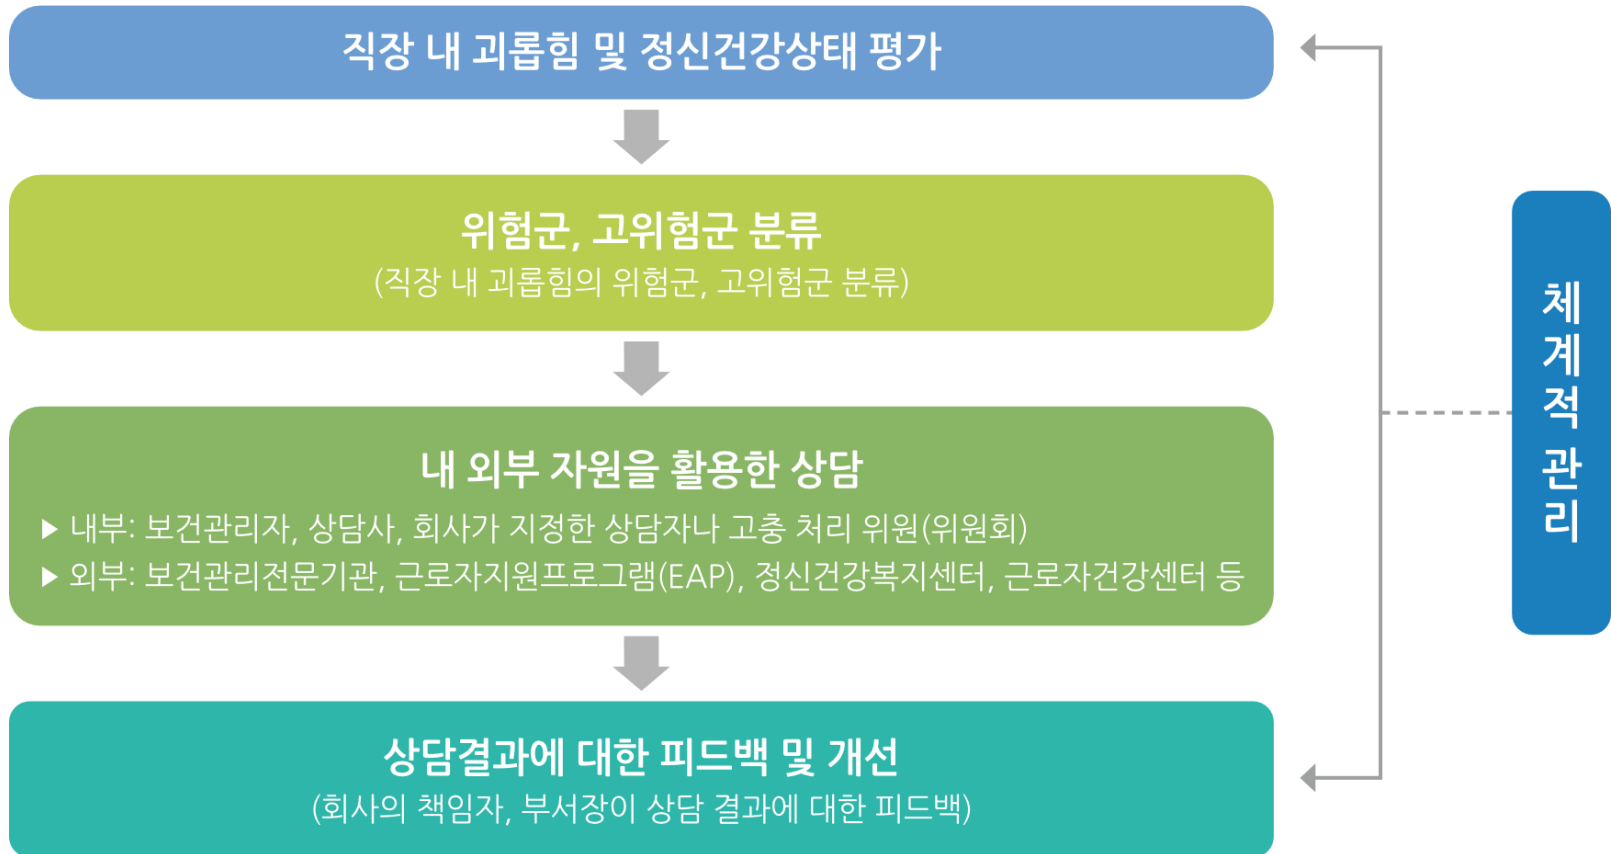 직장 내 괴롭힘 및 정신건강상태 평가
위험군, 고위험군 분류
(직장 내 괴롭힘의 위험군, 고위험군 분류)
내 외부 자원을 활용한 상담
▶ 내부: 보건관리자, 상담사, 회사가 지정한 상담자나 고충 처리 위원(위원회)
▶ 외부: 보건관리전문기관, 근로자지원프로그램(EAP), 정신건강복지센터, 근로자건강센터 등
상담결과에 대한 피드백 및 개선
(회사의 책임자, 부서장이 상담 결과에 대한 피드백)
체계적 관리